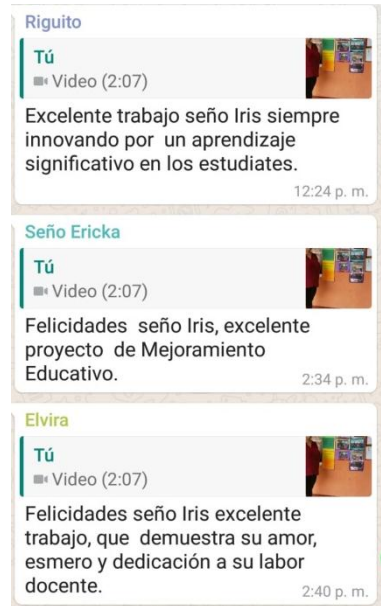 Riguito
Tú
Video (2:07)
Excelente trabajo seño Iris siempre
innovando por un aprendizaje
significativo en los estudiates.
12:24 p. m.
Seño Ericka
Tú
Video (2:07)
Felicidades seño Iris, excelente
proyecto de Mejoramiento
Educativo.
2:34 p. m.
Elvira
Tú
Video (2:07)
Felicidades seño Iris excelente
trabajo, que demuestra su amor,
esmero y dedicación a su labor
docente.
2:40 p. m.